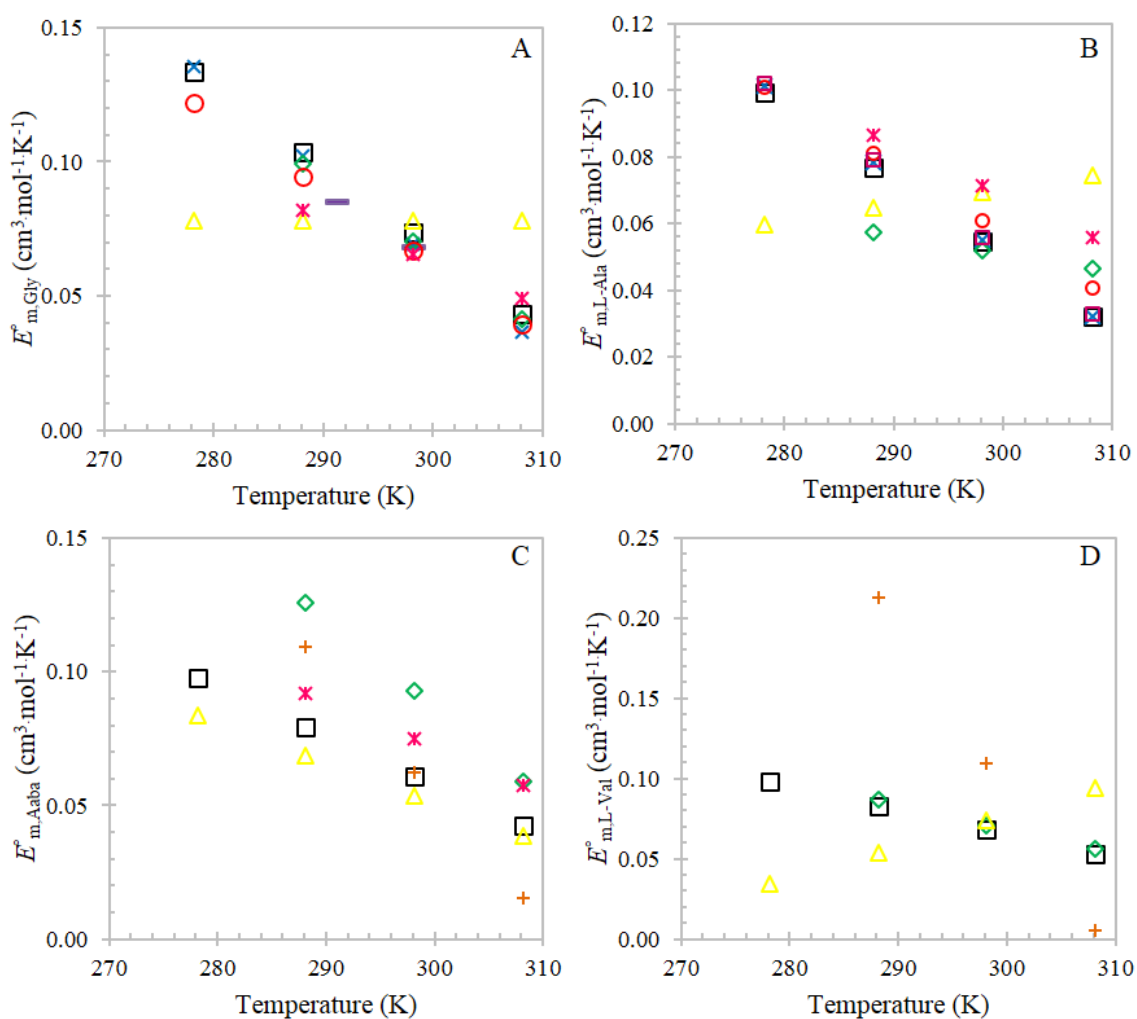 A
0.15
0.10
0.05
0.00
E°m,Gly (cm³·mol⁻¹·K⁻¹)
270 280 290 300 310
Temperature (K)
B
0.12
0.10
0.08
0.06
0.04
0.02
0.00
E°m,L-Ala (cm³·mol⁻¹·K⁻¹)
270 280 290 300 310
Temperature (K)
C
0.15
0.10
0.05
0.00
E°m,Aaba (cm³·mol⁻¹·K⁻¹)
270 280 290 300 310
Temperature (K)
D
0.25
0.20
0.15
0.10
0.05
0.00
E°m,L-Val (cm³·mol⁻¹·K⁻¹)
270 280 290 300 310
Temperature (K)